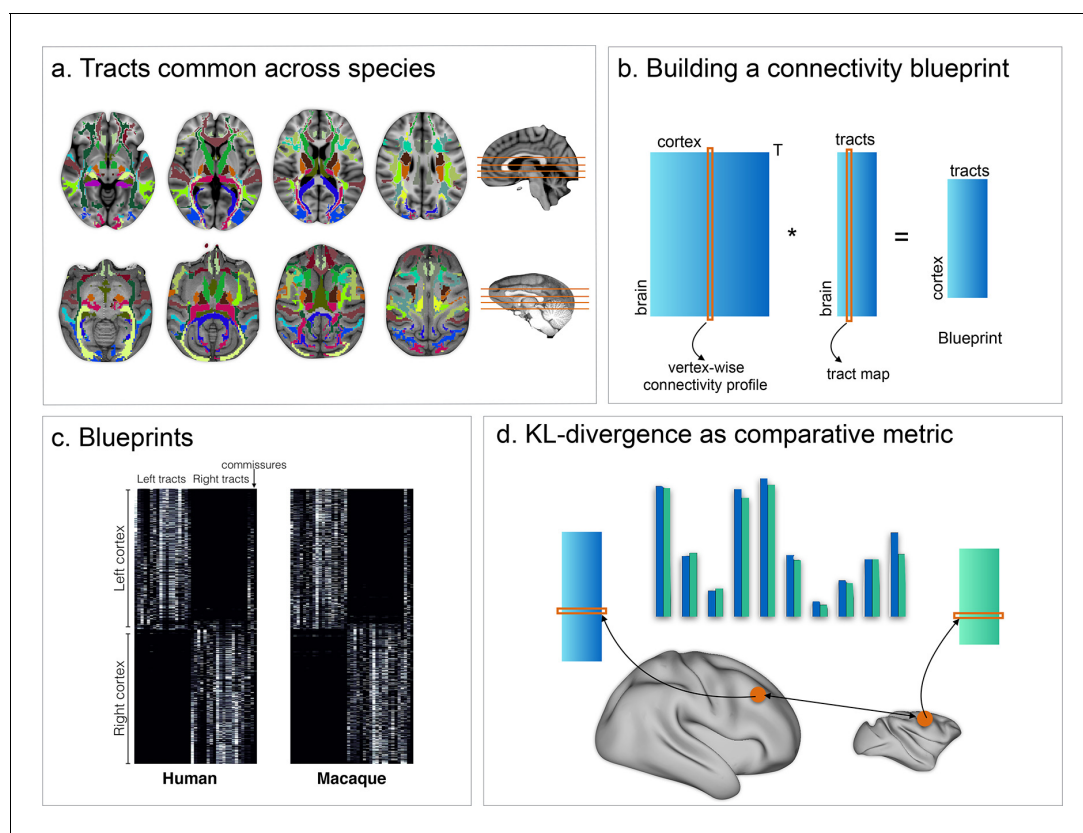 a. Tracts common across species
b. Building a connectivity blueprint
cortex
T
tracts
tracts
*
=
brain
brain
cortex
Blueprint
vertex-wise
connectivity profile
tract map
c. Blueprints
commissures
Left tracts
Right tracts
Left cortex
Right cortex
Human
Macaque
d. KL-divergence as comparative metric